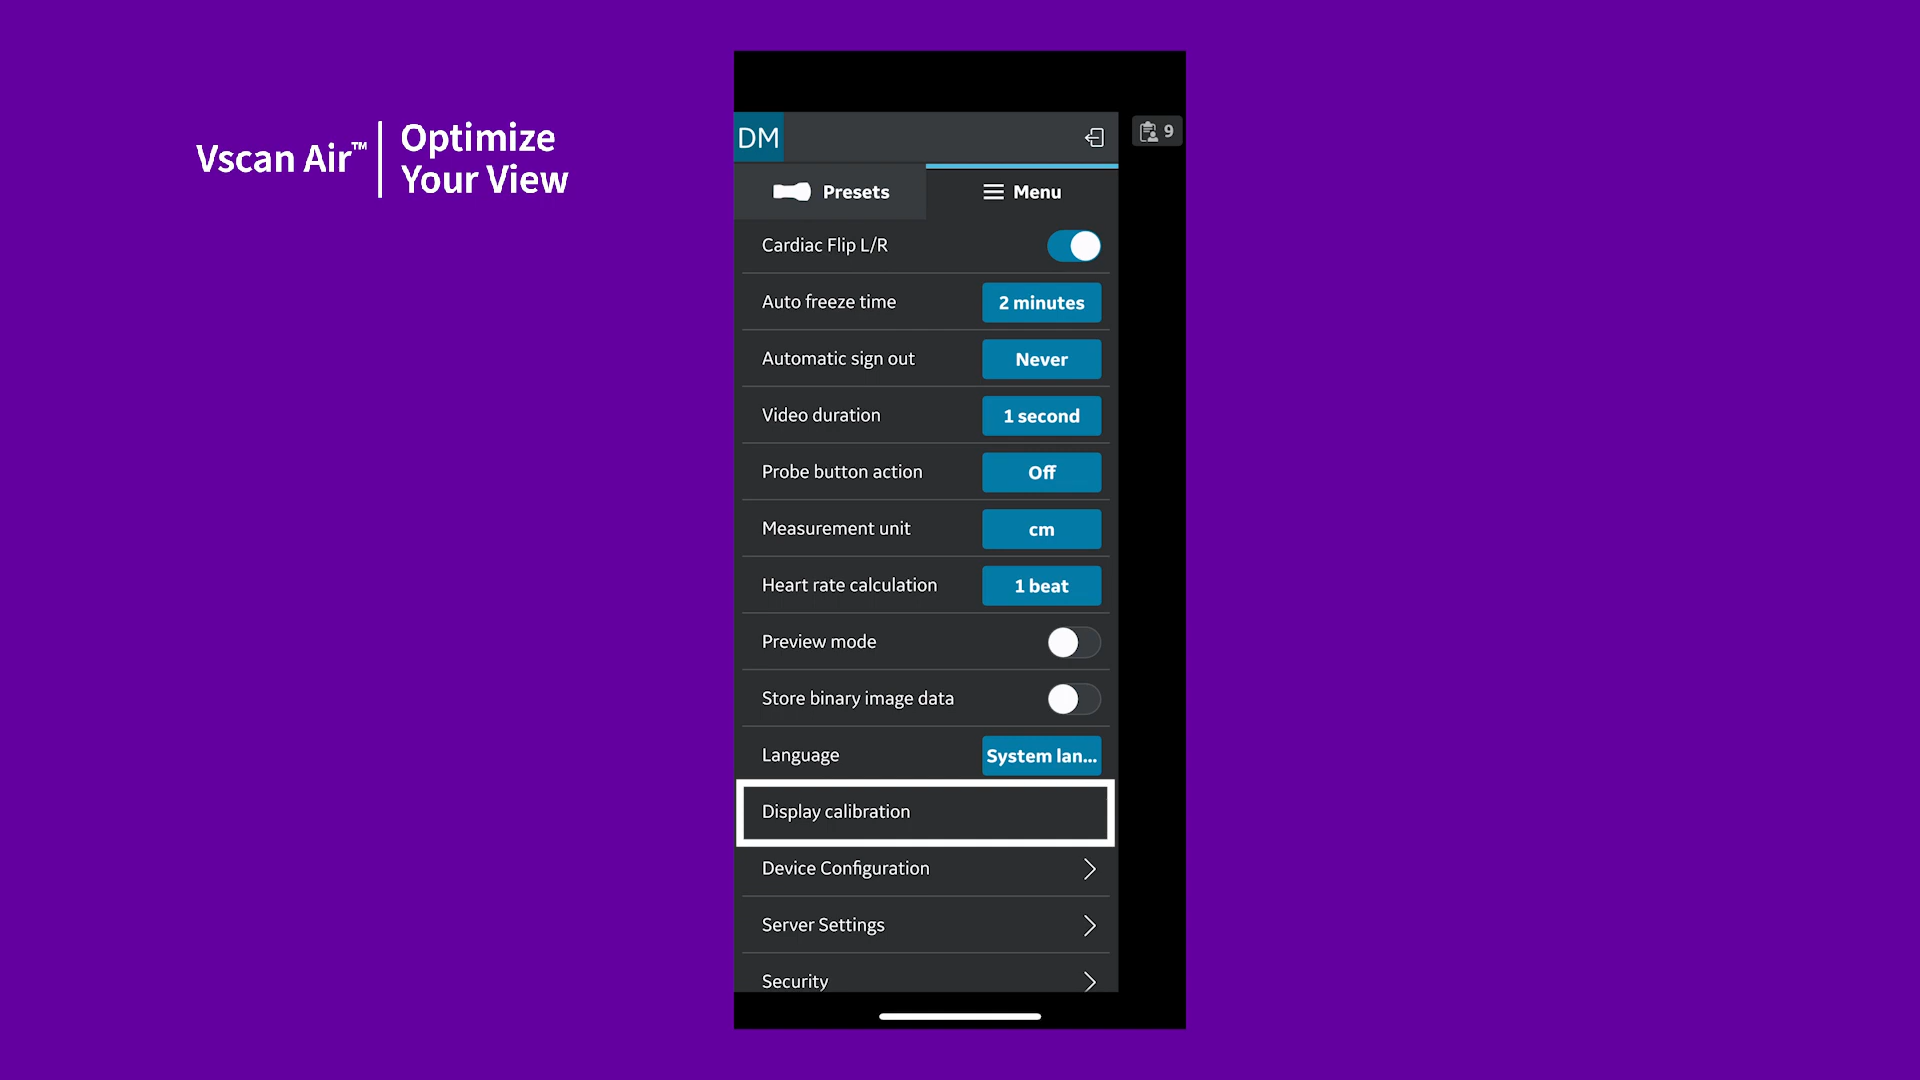 Vscan Air™
Optimize
Your View
DM
9
Presets
Menu
Cardiac Flip L/R
Auto freeze time
2 minutes
Automatic sign out
Never
Video duration
1 second
Probe button action
Off
Measurement unit
cm
Heart rate calculation
1 beat
Preview mode
Store binary image data
Language
System lan...
Display calibration
Device Configuration
Server Settings
Security